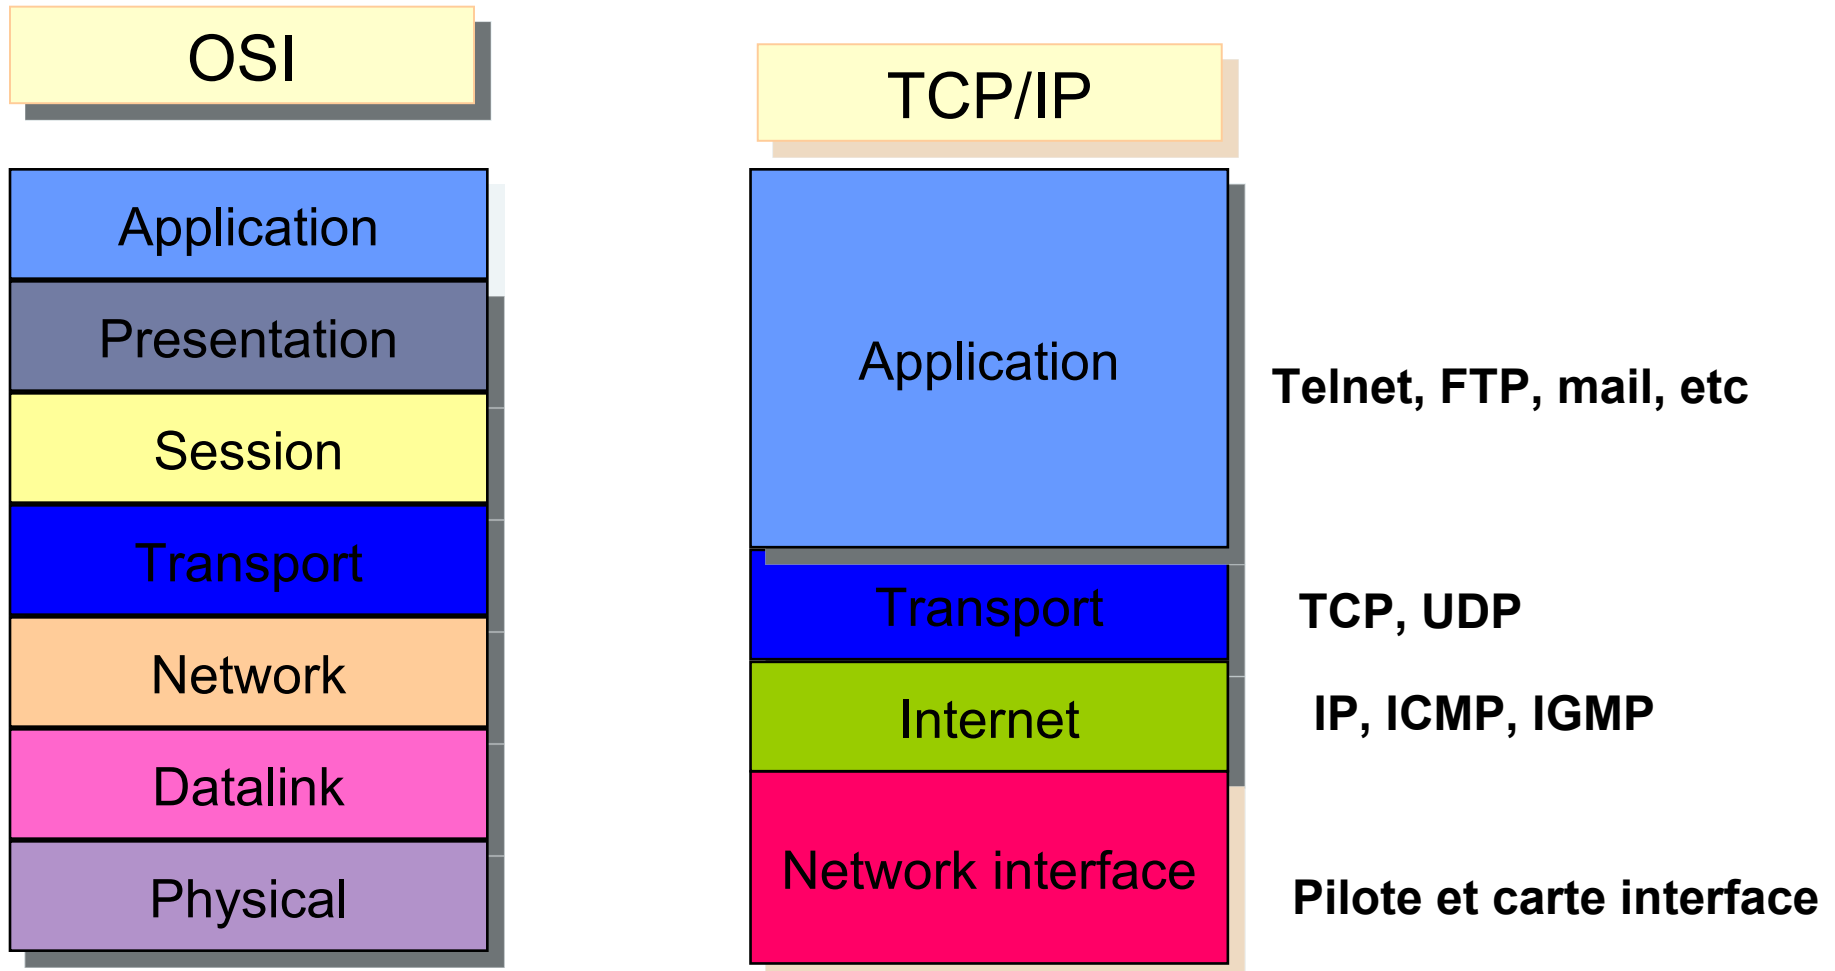 OSI
Application
Presentation
Session
Transport
Network
Datalink
Physical
TCP/IP
Application
Telnet, FTP, mail, etc
Transport
TCP, UDP
Internet
IP, ICMP, IGMP
Network interface
Pilote et carte interface